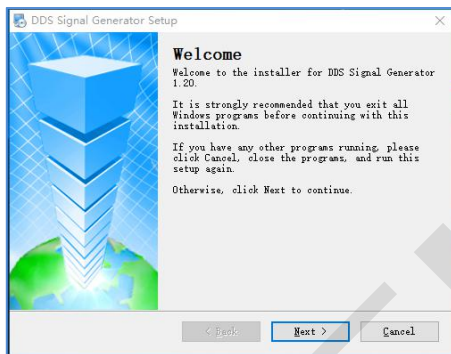 DDS Signal Generator Setup
Welcome
Welcome to the installer for DDS Signal Generator
1.20.
It is strongly recommended that you exit all
Windows programs before continuing with this
installation.
If you have any other programs running, please
click Cancel, close the programs, and run this
setup again.
Otherwise, click Next to continue.
< Back
Next >
Cancel